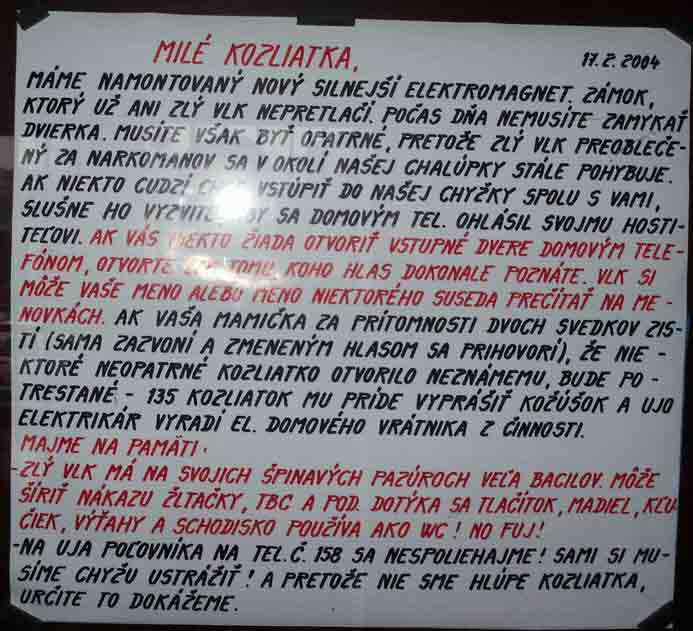 MILÉ KOZLIATKA,
17.2.2004
MÁME NAMONTOVANÝ NOVÝ SILNEJŠÍ ELEKTROMAGNET. ZÁMOK,
KTORÝ UŽ ANI ZLÝ VLK NEPRETLAČÍ. POČAS DŇA NEMUSÍTE ZAMYKAŤ
DVIERKA. MUSÍTE VŠAK BYŤ OPATRNÉ, PRETOŽE ZLÝ VLK PREOBLEČE-
NÝ ZA NARKOMANOV SA V OKOLÍ NAŠEJ CHALÚPKY STÁLE POHYBUJE.
AK NIEKTO CUDZÍ VSTÚPIŤ DO NAŠEJ CHYŽKY SPOLU S VAMI,
SLUŠNE HO VYZVITE, BY SA DOMOVÝM TEL. OHLÁSIL SVOJMU HOSTI-
TEĽOVI. AK VÁS NIEKTO ŽIADA OTVORIŤ VSTUPNÉ DVERE DOMOVÝM TELE-
FÓNOM, OTVORTE TOMU, KOHO HLAS DOKONALE POZNÁTE. VLK SI
MÔŽE VAŠE MENO ALEBO MENO NIEKTORÉHO SUSEDA PREČÍTAŤ NA ME-
NOVKÁCH. AK VAŠA MAMIČKA ZA PRÍTOMNOSTI DVOCH SVEDKOV ZIS-
TÍ (SAMA ZAZVONÍ A ZMENENÝM HLASOM SA PRIHOVORÍ), ŽE NIE-
KTORÉ NEOPATRNÉ KOZLIATKO OTVORILO NEZNÁMEMU, BUDE PO-
TRESTANÉ - 135 KOZLIATOK MU PRÍDE VYPRÁŠIŤ KOŽÚŠOK A UJO
ELEKTRIKÁR VYRADÍ EL. DOMOVÉHO VRÁTNIKA Z ČINNOSTI.
MAJME NA PAMÄTI.
-ZLÝ VLK MÁ NA SVOJICH ŠPINAVÝCH PAZÚROCH VEĽA BACILOV. MÔŽE
ŠÍRIŤ NÁKAZU ŽLTAČKY, TBC A POD. DOTÝKA SA TLAČÍTOK, MADIEL, KĽU-
ČIEK, VÝŤAHY A SCHODISKO POUŽÍVA AKO WC! NO FUJ!
-NA UJA POĽOVNÍKA NA TEL.Č. 158 SA NESPOLIEHAJME! SAMI SI MU-
SÍME CHYŽU USTRÁŽIŤ! A PRETOŽE NIE SME HLÚPE KOZLIATKA,
URČITE TO DOKÁŽEME.